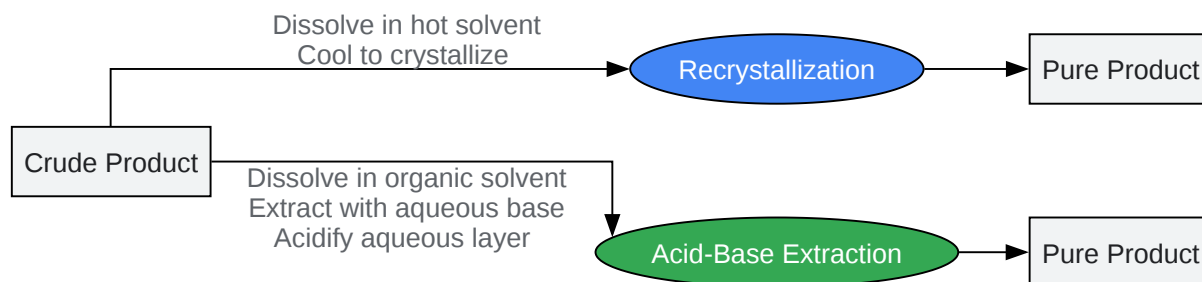 Dissolve in hot solvent
Cool to crystallize
Recrystallization
Pure Product
Crude Product
Dissolve in organic solvent
Extract with aqueous base
Acidify aqueous layer
Acid-Base Extraction
Pure Product